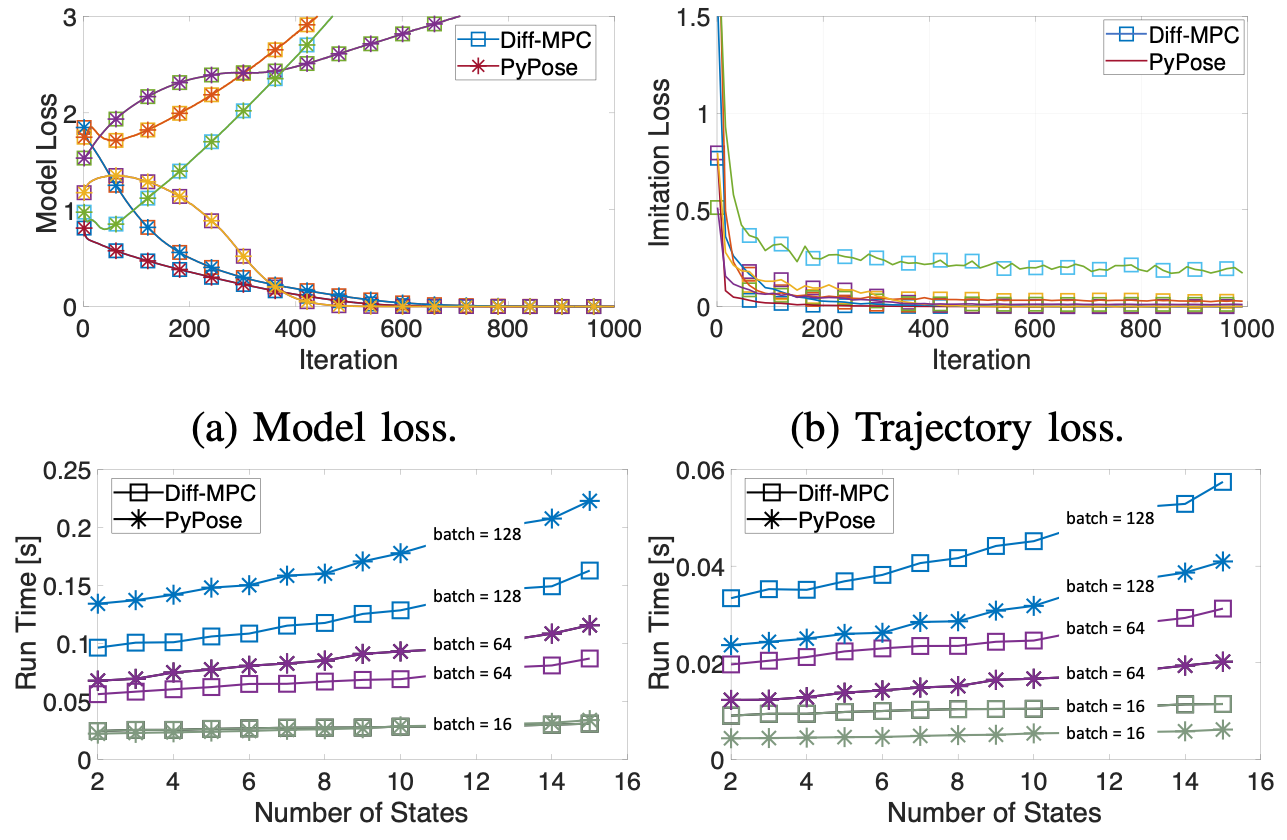 3
2
1
0
Model Loss
Diff-MPC
PyPose
0 200 400 600 800 1000
Iteration
(a) Model loss.
1.5
1
0.5
0
Imitation Loss
Diff-MPC
PyPose
0 200 400 600 800 1000
Iteration
(b) Trajectory loss.
0.25
0.2
0.15
0.1
0.05
0
Run Time [s]
Diff-MPC
PyPose
batch = 128
batch = 128
batch = 64
batch = 64
batch = 16
2 4 6 8 10 12 14 16
Number of States
0.06
0.04
0.02
0
Run Time [s]
Diff-MPC
PyPose
batch = 128
batch = 128
batch = 64
batch = 64
batch = 16
batch = 16
2 4 6 8 10 12 14 16
Number of States